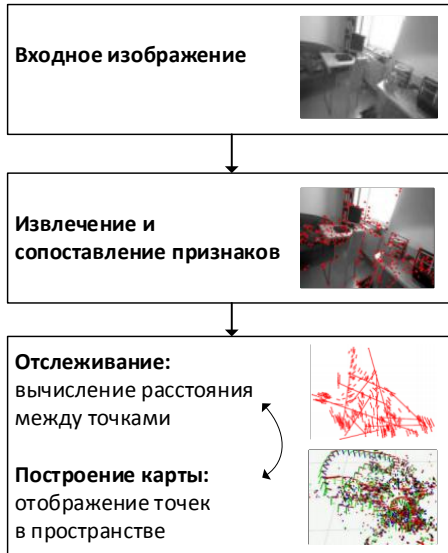 Входное изображение
Извлечение и
сопоставление признаков
Отслеживание:
вычисление расстояния
между точками
Построение карты:
отображение точек
в пространстве